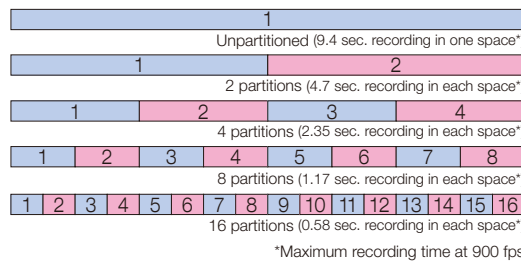 1
Unpartitioned (9.4 sec. recording in one space*
1 2
2 partitions (4.7 sec. recording in each space*
1 2 3 4
4 partitions (2.35 sec. recording in each space*
1 2 3 4 5 6 7 8
8 partitions (1.17 sec. recording in each space*
1 2 3 4 5 6 7 8 9 10 11 12 13 14 15 16
16 partitions (0.58 sec. recording in each space*
*Maximum recording time at 900 fps